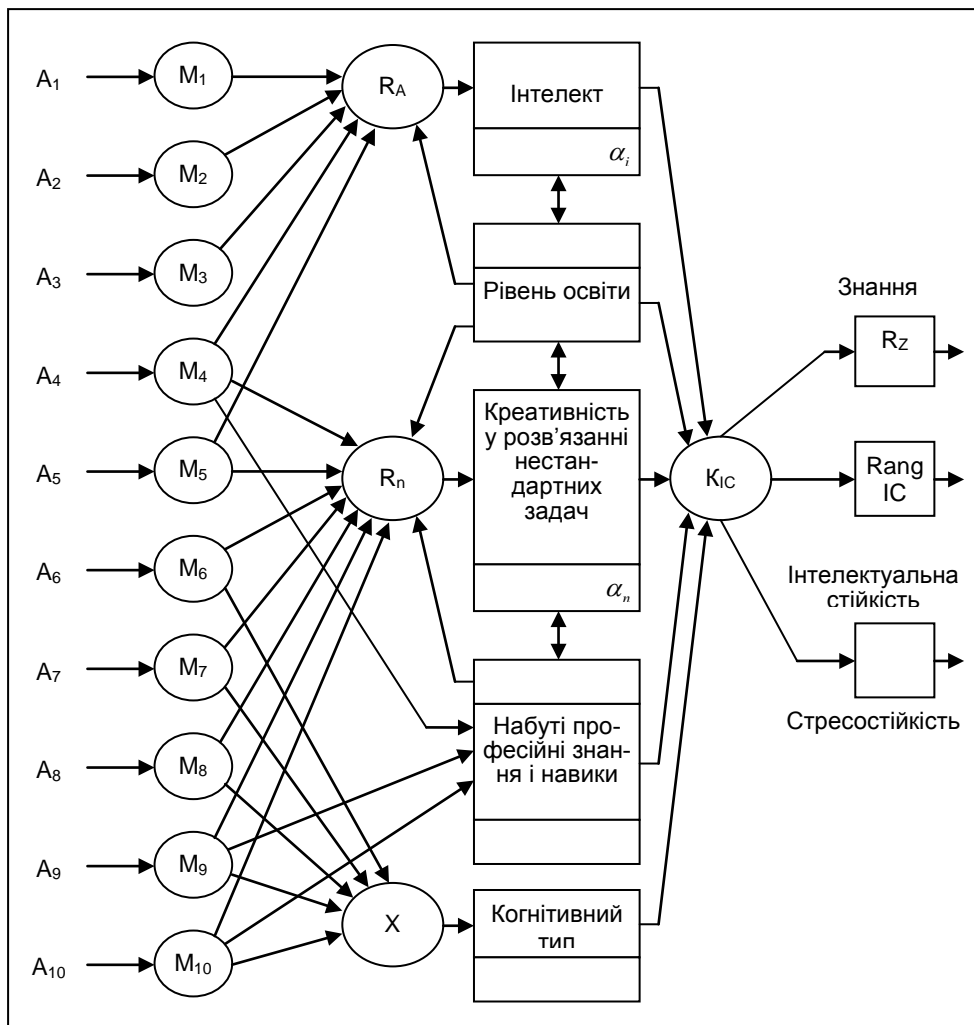 A1
M1
RA
Інтелект
αi
A2
M2
A3
M3
Рівень освіти
Знання
RZ
A4
M4
Креативність
у розв’язанні
нестан-
дартних
задач
αn
A5
M5
Rn
КІС
Rang
ІС
A6
M6
Інтелектуальна
стійкість
A7
M7
Стресостійкість
Набуті про-
фесійні знан-
ня і навики
A8
M8
A9
M9
X
Когнітивний
тип
A10
M10